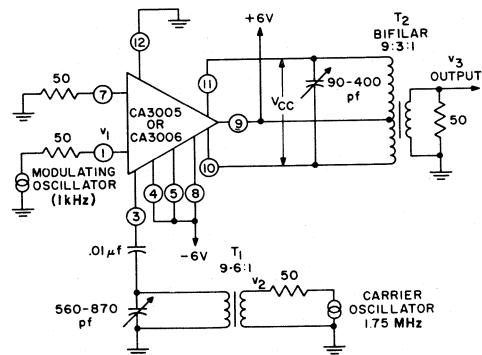 +6V
T2
BIFILAR
9:3:1
12
V3
OUTPUT
50
7
11
VCC
90-400
pf
CA3005
OR
CA3006
9
50
50
V1
1
10
MODULATING
OSCILLATOR
(1kHz)
4
5
8
3
-6V
.01μf
T1
9·6:1
V2
50
560-870
pf
CARRIER
OSCILLATOR
1.75 MHz